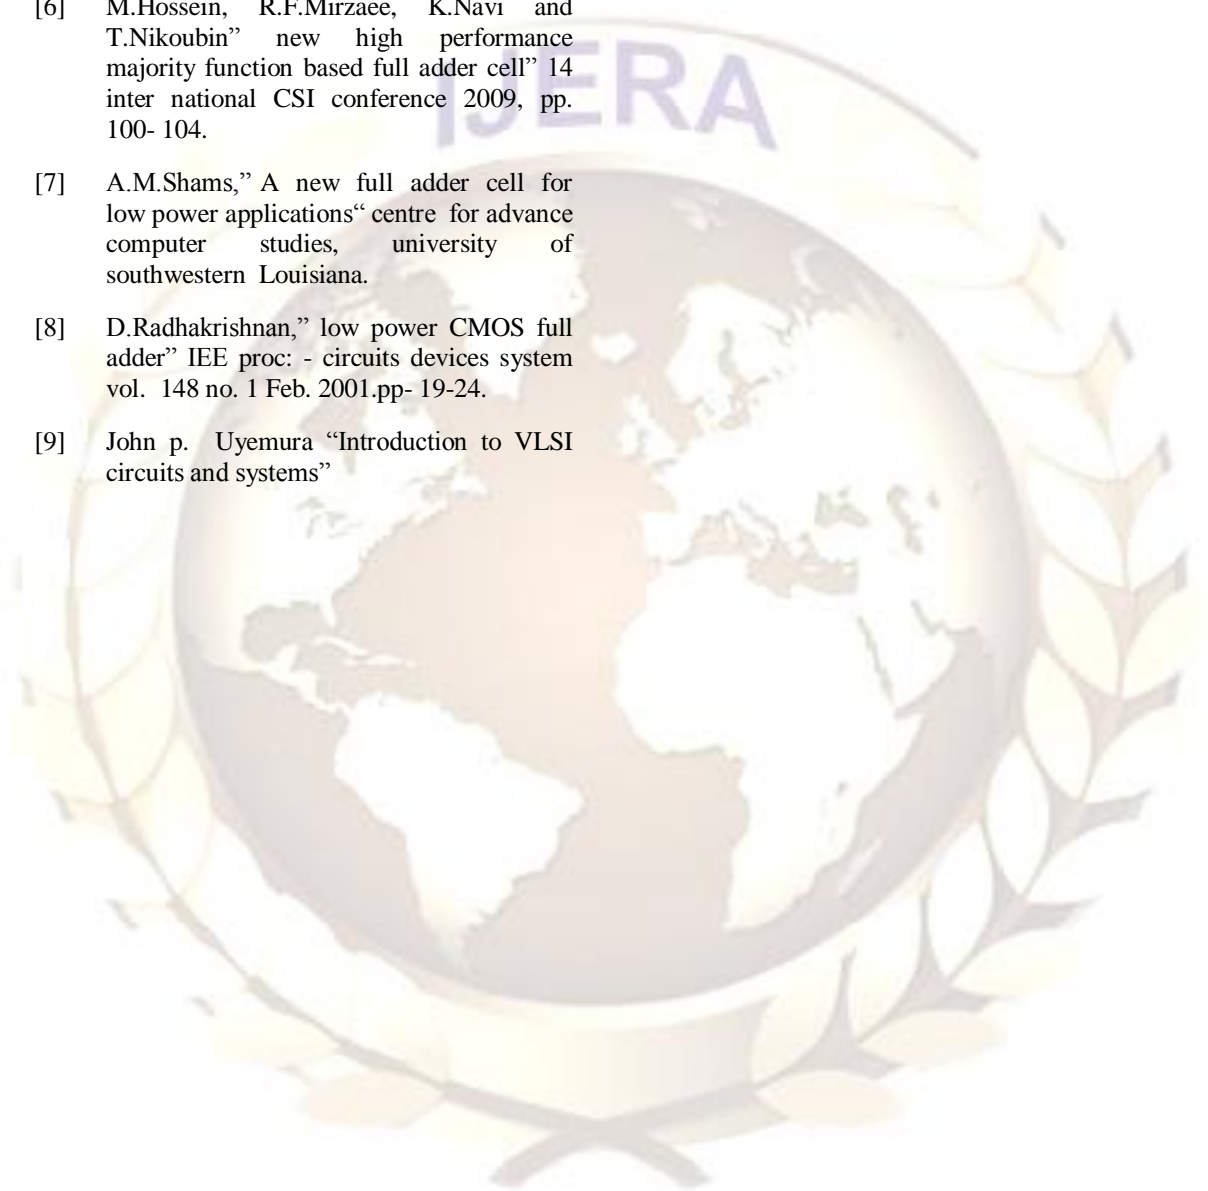 IJERA
[6] M.Hossein, R.F.Mirzaee, K.Navi and
T.Nikoubin” new high performance
majority function based full adder cell” 14
inter national CSI conference 2009, pp.
100- 104.
[7] A.M.Shams,” A new full adder cell for
low power applications“ centre for advance
computer studies, university of
southwestern Louisiana.
[8] D.Radhakrishnan,” low power CMOS full
adder” IEE proc: - circuits devices system
vol. 148 no. 1 Feb. 2001.pp- 19-24.
[9] John p. Uyemura “Introduction to VLSI
circuits and systems”